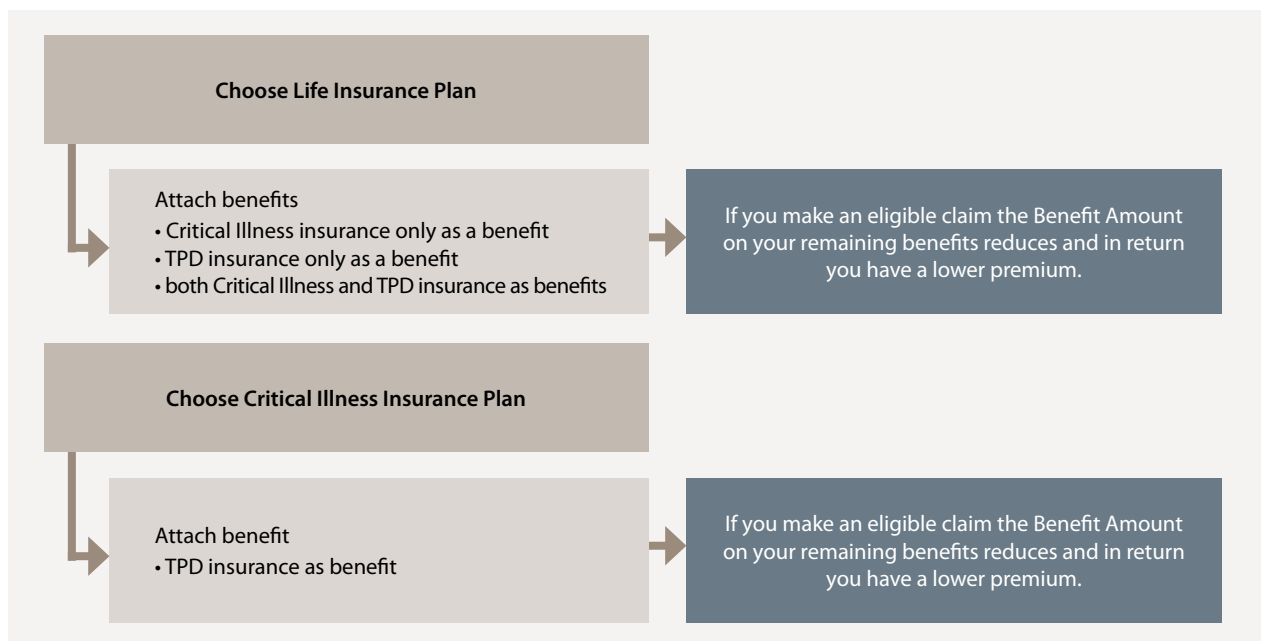 Choose Life Insurance Plan
Attach benefits
• Critical Illness insurance only as a benefit
• TPD insurance only as a benefit
• both Critical Illness and TPD insurance as benefits
If you make an eligible claim the Benefit Amount
on your remaining benefits reduces and in return
you have a lower premium.
Choose Critical Illness Insurance Plan
Attach benefit
• TPD insurance as benefit
If you make an eligible claim the Benefit Amount
on your remaining benefits reduces and in return
you have a lower premium.